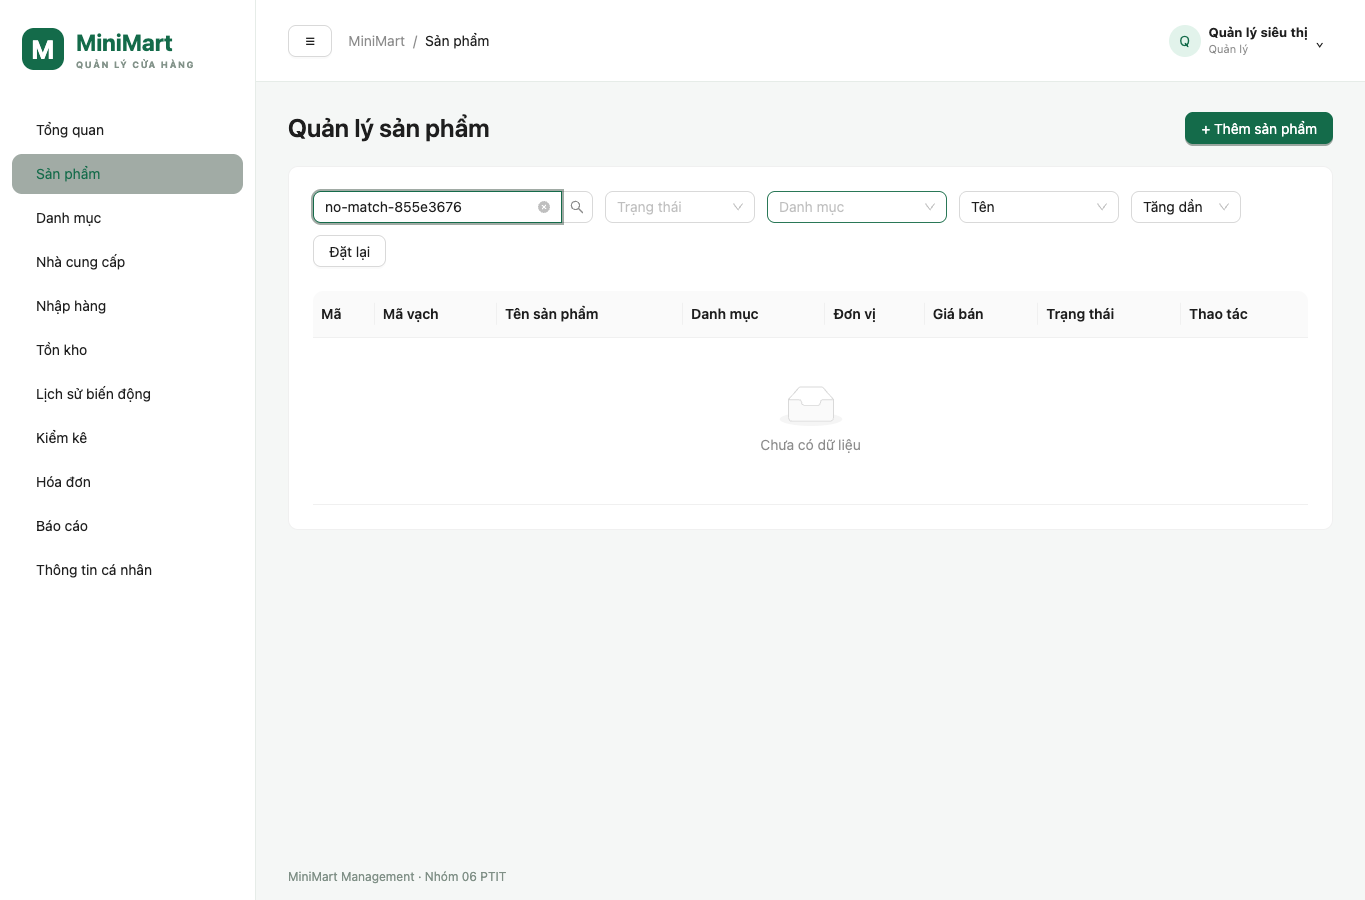 M
MiniMart
QUẢN LÝ CỬA HÀNG
Tổng quan
Sản phẩm
Danh mục
Nhà cung cấp
Nhập hàng
Tồn kho
Lịch sử biến động
Kiểm kê
Hóa đơn
Báo cáo
Thông tin cá nhân
MiniMart / Sản phẩm
Q
Quản lý siêu thị
Quản lý
Quản lý sản phẩm
+ Thêm sản phẩm
no-match-855e3676
Trạng thái
Danh mục
Tên
Tăng dần
Đặt lại
Mã Mã vạch Tên sản phẩm Danh mục Đơn vị Giá bán Trạng thái Thao tác
Chưa có dữ liệu
MiniMart Management · Nhóm 06 PTIT